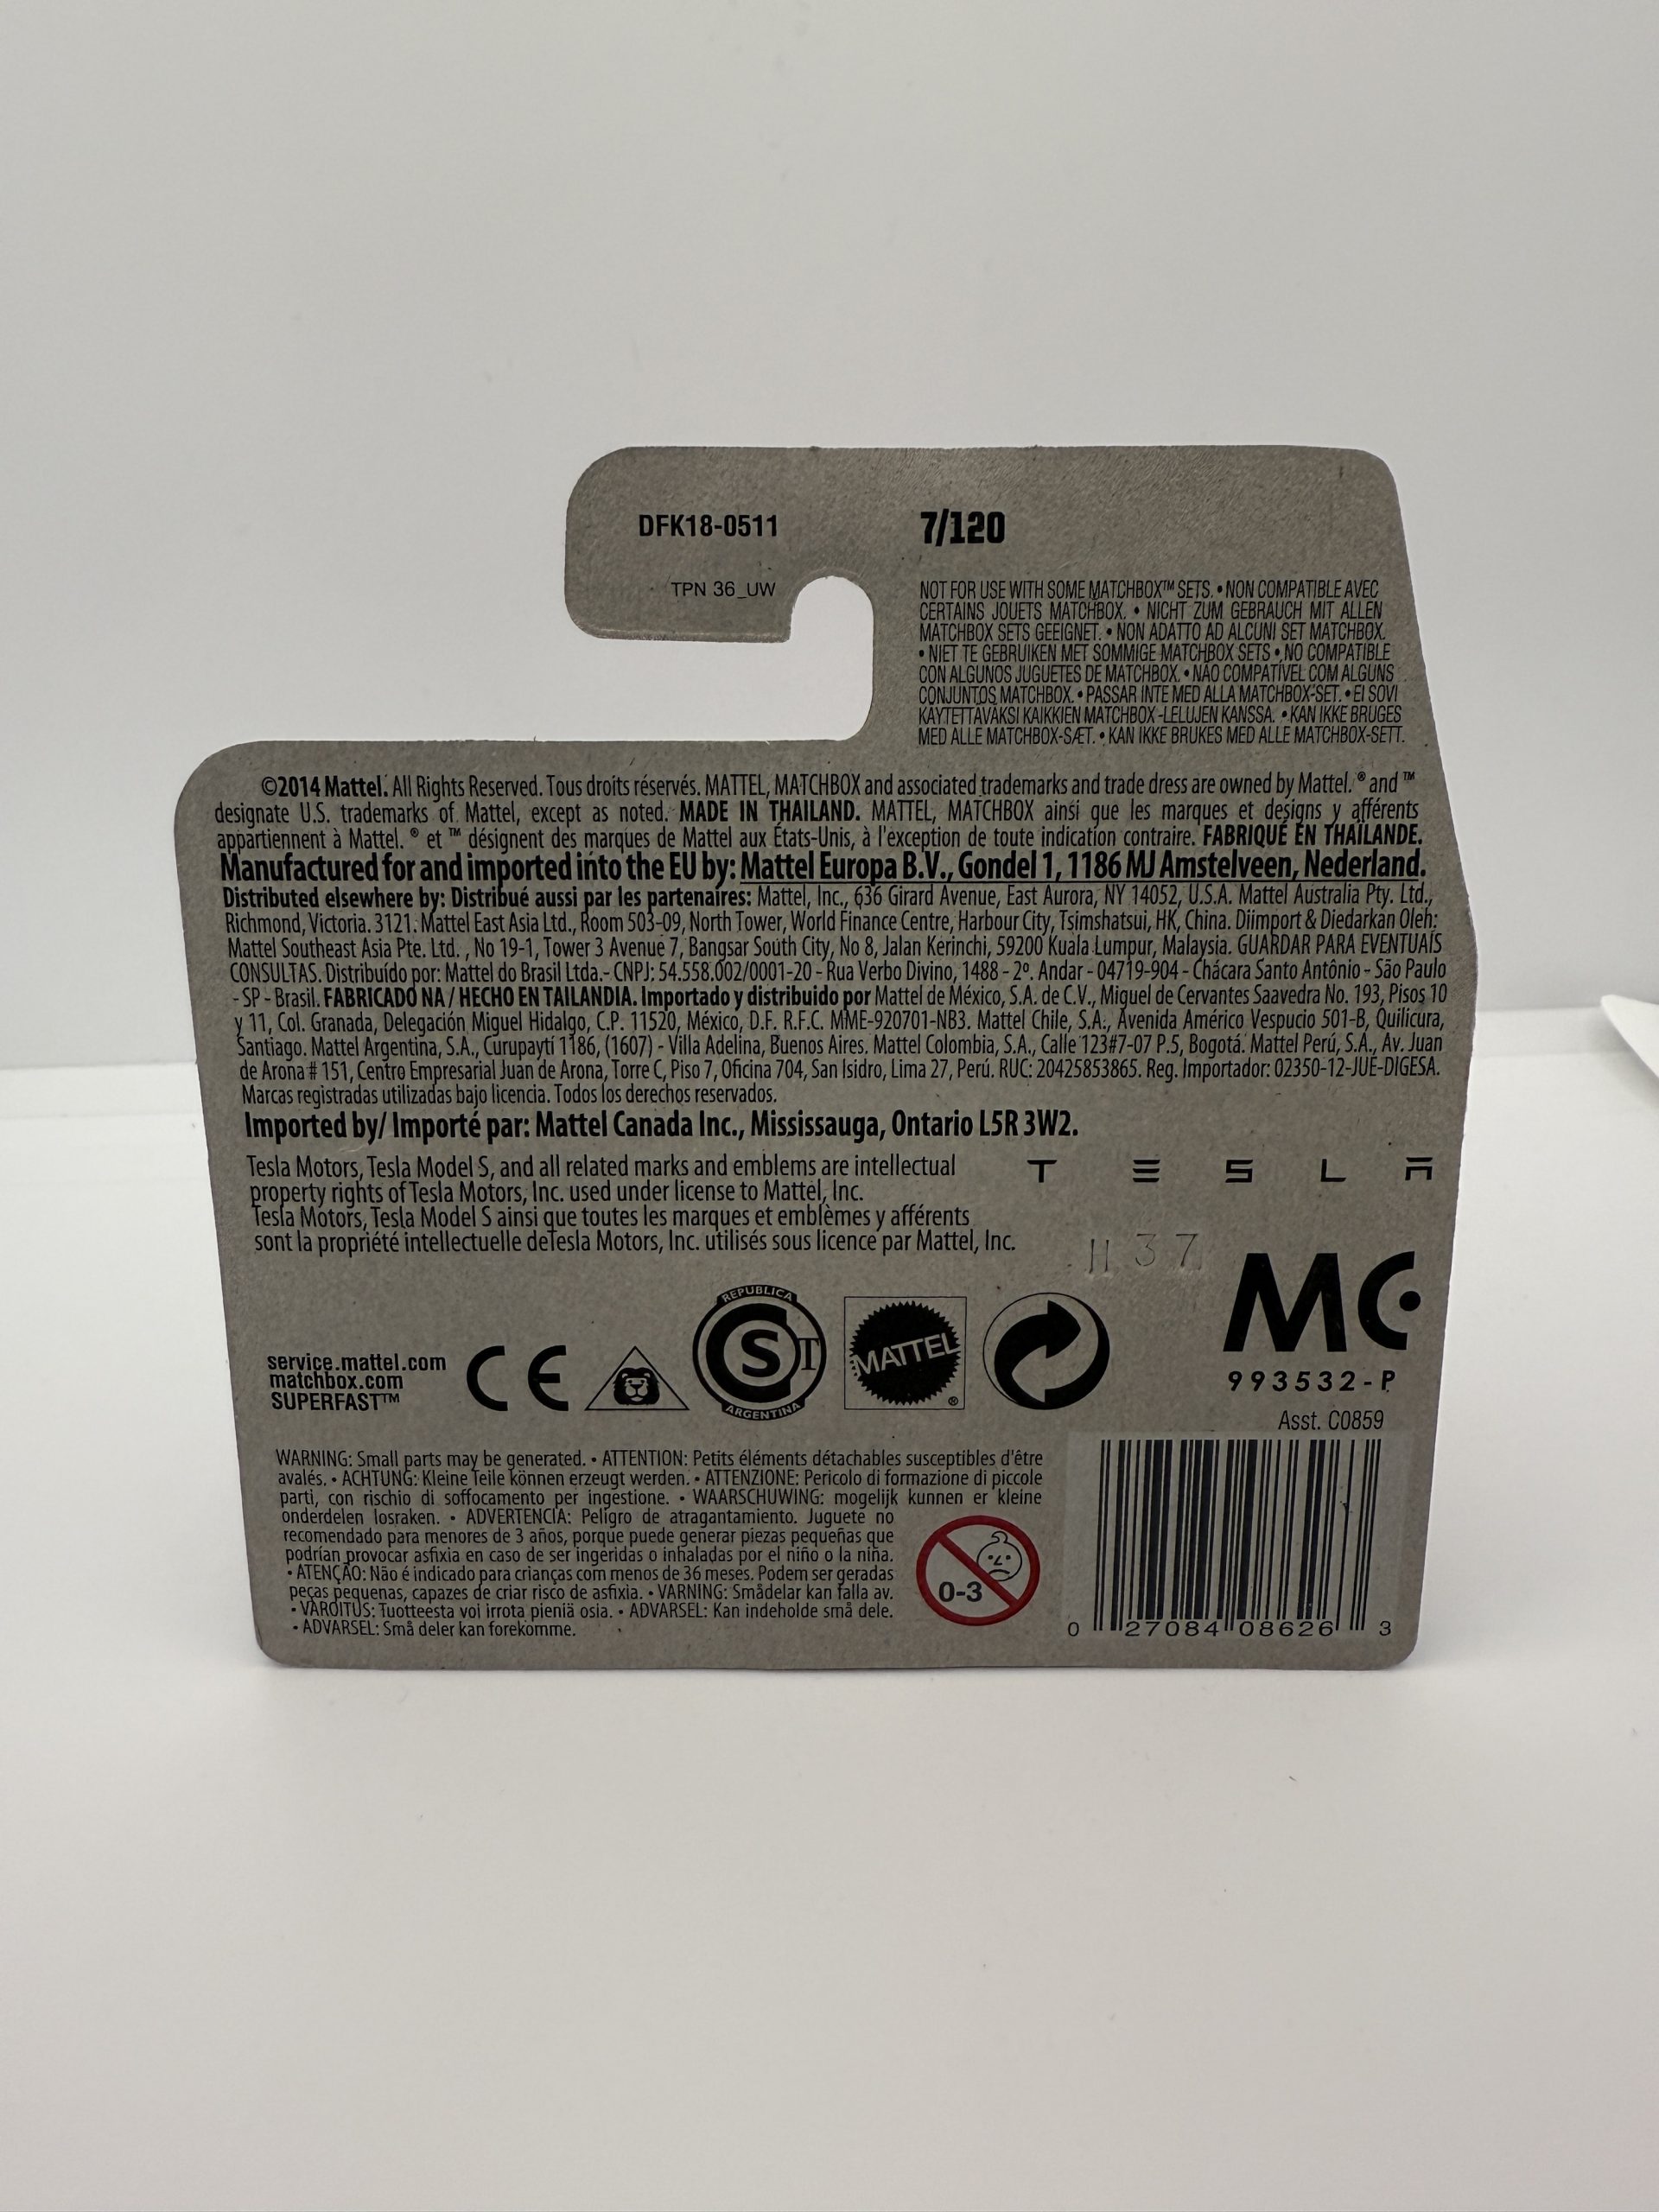 DFK18-0511
TPN 36_UW
7/120
NOT FOR USE WITH SOME MATCHBOX™ SETS. • NON COMPATIBLE AVEC
CERTAINS JOUETS MATCHBOX. • NICHT ZUM GEBRAUCH MIT ALLEN
MATCHBOX SETS GEEIGNET. • NON ADATTO AD ALCUNI SET MATCHBOX.
• NIET TE GEBRUIKEN MET SOMMIGE MATCHBOX SETS • NO COMPATIBLE
CON ALGUNOS JUGUETES DE MATCHBOX. • NÃO COMPATÍVEL COM ALGUNS
CONJUNTOS MATCHBOX. • PASSAR INTE MED ALLA MATCHBOX-SET. • EI SOVI
KÄYTETTÄVÄKSI KAIKKIEN MATCHBOX -LELUJEN KANSSA. • KAN IKKE BRUGES
MED ALLE MATCHBOX-SÆT. • KAN IKKE BRUKES MED ALLE MATCHBOX-SETT.
©2014 Mattel. All Rights Reserved. Tous droits réservés. MATTEL, MATCHBOX and associated trademarks and trade dress are owned by Mattel. ® and ™
designate U.S. trademarks of Mattel, except as noted. MADE IN THAILAND. MATTEL, MATCHBOX ainsi que les marques et designs y afférents
appartiennent à Mattel. ® et ™ désignent des marques de Mattel aux États-Unis, à l'exception de toute indication contraire. FABRIQUÉ EN THAÏLANDE.
Manufactured for and imported into the EU by: Mattel Europa B.V., Gondel 1, 1186 MJ Amstelveen, Nederland.
Distributed elsewhere by: Distribué aussi par les partenaires: Mattel, Inc., 636 Girard Avenue, East Aurora, NY 14052, U.S.A. Mattel Australia Pty. Ltd.,
Richmond, Victoria. 3121. Mattel East Asia Ltd., Room 503-09, North Tower, World Finance Centre, Harbour City, Tsimshatsui, HK, China. Diimport & Diedarkan Oleh:
Mattel Southeast Asia Pte. Ltd. , No 19-1, Tower 3 Avenue 7, Bangsar South City, No 8, Jalan Kerinchi, 59200 Kuala Lumpur, Malaysia. GUARDAR PARA EVENTUAIS
CONSULTAS. Distribuído por: Mattel do Brasil Ltda.- CNPJ: 54.558.002/0001-20 - Rua Verbo Divino, 1488 - 2º. Andar - 04719-904 - Chácara Santo Antônio - São Paulo
- SP - Brasil. FABRICADO NA / HECHO EN TAILANDIA. Importado y distribuido por Mattel de México, S.A. de C.V., Miguel de Cervantes Saavedra No. 193, Pisos 10
y 11, Col. Granada, Delegación Miguel Hidalgo, C.P. 11520, México, D.F. R.F.C. MME-920701-NB3. Mattel Chile, S.A., Avenida Américo Vespucio 501-B, Quilicura,
Santiago. Mattel Argentina, S.A., Curupaytí 1186, (1607) - Villa Adelina, Buenos Aires. Mattel Colombia, S.A., Calle 123#7-07 P.5, Bogotá. Mattel Perú, S.A., Av. Juan
de Arona # 151, Centro Empresarial Juan de Arona, Torre C, Piso 7, Oficina 704, San Isidro, Lima 27, Perú. RUC: 20425853865. Reg. Importador: 02350-12-JUE-DIGESA.
Marcas registradas utilizadas bajo licencia. Todos los derechos reservados.
Imported by/ Importé par: Mattel Canada Inc., Mississauga, Ontario L5R 3W2.
Tesla Motors, Tesla Model S, and all related marks and emblems are intellectual
property rights of Tesla Motors, Inc. used under license to Mattel, Inc.
Tesla Motors, Tesla Model S ainsi que toutes les marques et emblèmes y afférents
sont la propriété intellectuelle deTesla Motors, Inc. utilisés sous licence par Mattel, Inc.
TESLA
37
MC
993532-P
service.mattel.com
matchbox.com
SUPERFAST™
CE
REPUBLICA
CST
ARGENTINA
MATTEL ®
Asst. C0859
WARNING: Small parts may be generated. • ATTENTION: Petits éléments détachables susceptibles d'être
avalés. • ACHTUNG: Kleine Teile können erzeugt werden. • ATTENZIONE: Pericolo di formazione di piccole
parti, con rischio di soffocamento per ingestione. • WAARSCHUWING: mogelijk kunnen er kleine
onderdelen losraken. • ADVERTENCIA: Peligro de atragantamiento. Juguete no
recomendado para menores de 3 años, porque puede generar piezas pequeñas que
podrían provocar asfixia en caso de ser ingeridas o inhaladas por el niño o la niña.
• ATENÇÃO: Não é indicado para crianças com menos de 36 meses. Podem ser geradas
peças pequenas, capazes de criar risco de asfixia. • VARNING: Smådelar kan falla av.
• VAROITUS: Tuotteesta voi irrota pieniä osia. • ADVARSEL: Kan indeholde små dele.
• ADVARSEL: Små deler kan forekomme.
0-3
0 27084 08626 3